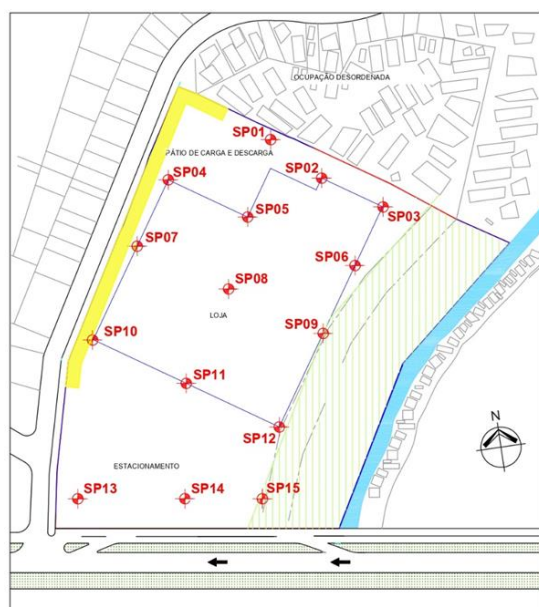 OCUPAÇÃO DESORDENADA
SP01
PÁTIO DE CARGA E DESCARGA
SP02
SP04
SP03
SP05
SP07
SP06
SP08
LOJA
SP09
SP10
SP11
SP12
N
ESTACIONAMENTO
SP13
SP14
SP15